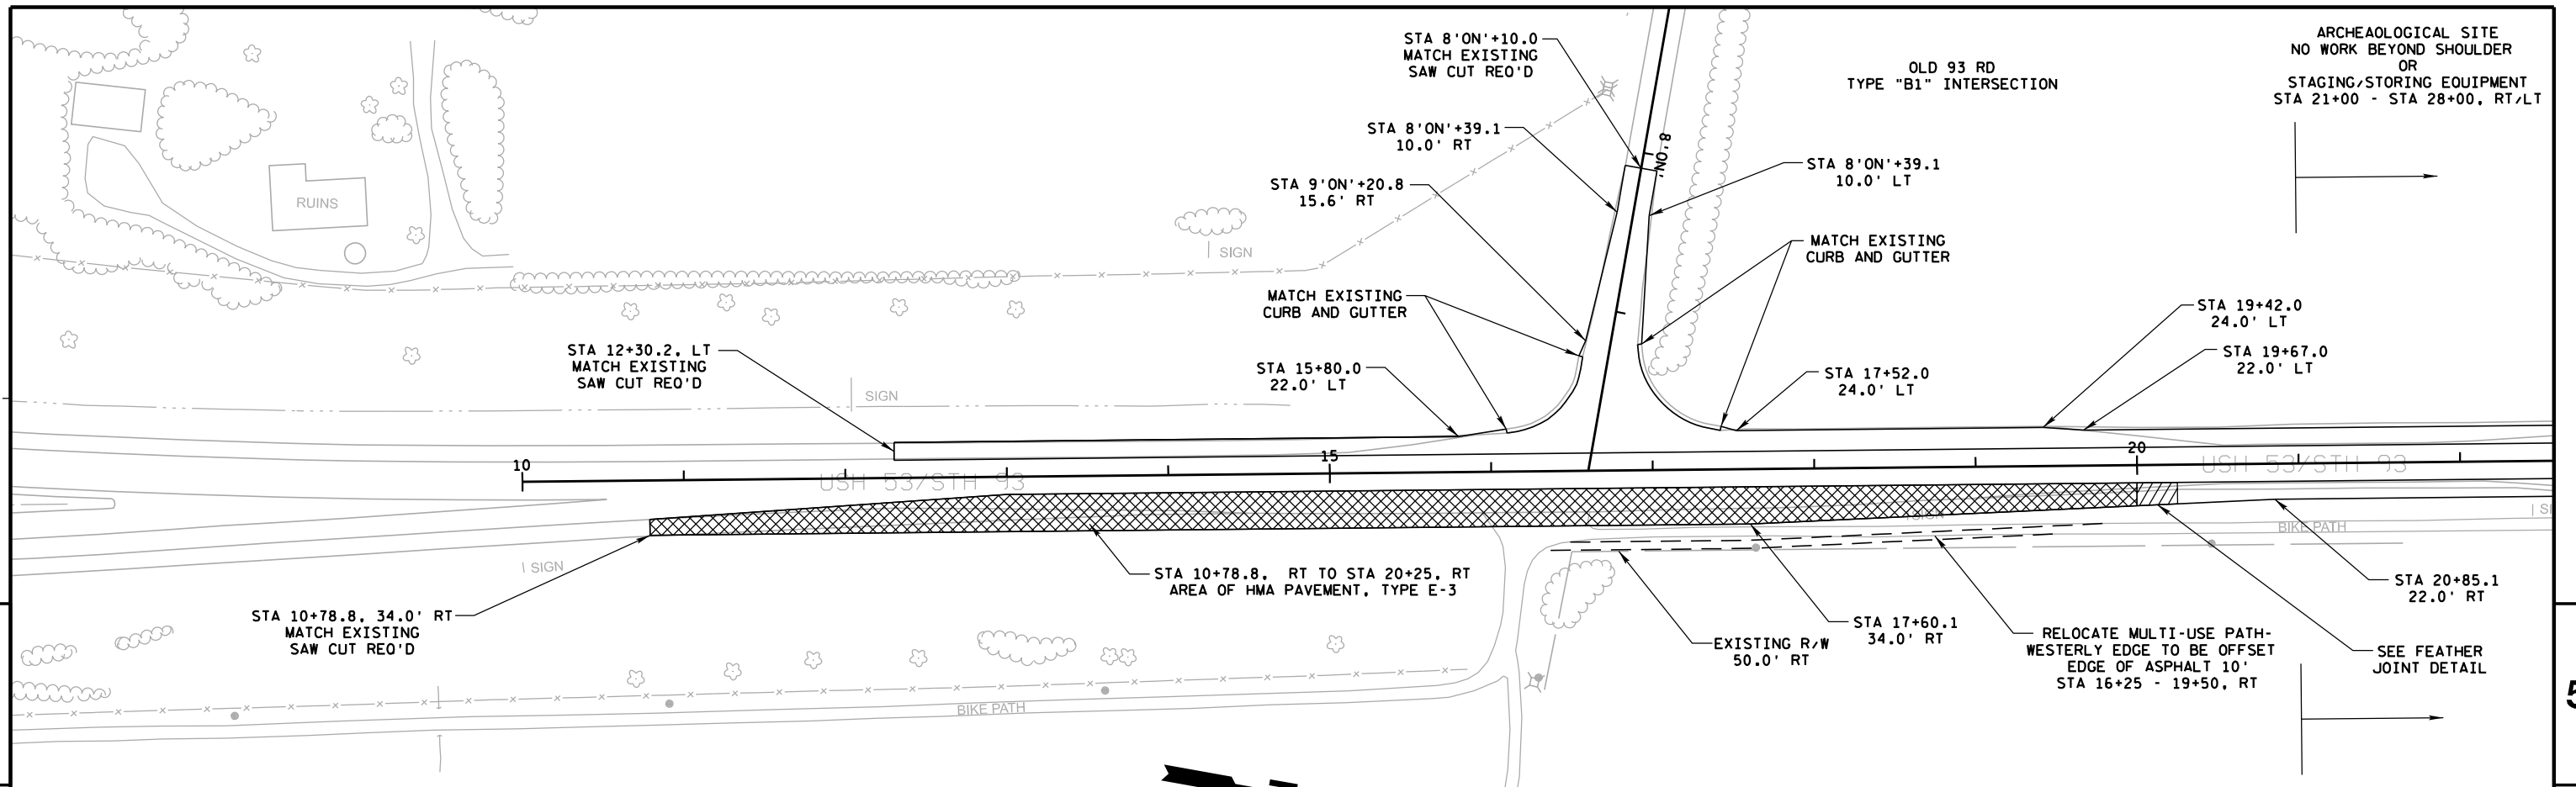 STA 8'ON'+10.0
MATCH EXISTING
SAW CUT REQ'D
OLD 93 RD
TYPE "B1" INTERSECTION
ARCHEAOLOGICAL SITE
NO WORK BEYOND SHOULDER
OR
STAGING/STORING EQUIPMENT
STA 21+00 - STA 28+00, RT/LT
STA 8'ON'+39.1
10.0' RT
8'ON'
STA 8'ON'+39.1
10.0' LT
STA 9'ON'+20.8
15.6' RT
RUINS
SIGN
MATCH EXISTING
CURB AND GUTTER
MATCH EXISTING
CURB AND GUTTER
STA 19+42.0
24.0' LT
STA 12+30.2, LT
MATCH EXISTING
SAW CUT REQ'D
STA 15+80.0
22.0' LT
STA 17+52.0
24.0' LT
STA 19+67.0
22.0' LT
SIGN
10
15
20
USH 53/STH 93
USH 53/STH 93
SIGN
BIKE PATH
SIGN
STA 10+78.8, RT TO STA 20+25, RT
AREA OF HMA PAVEMENT, TYPE E-3
STA 20+85.1
22.0' RT
STA 10+78.8, 34.0' RT
MATCH EXISTING
SAW CUT REQ'D
EXISTING R/W
50.0' RT
STA 17+60.1
34.0' RT
RELOCATE MULTI-USE PATH-
WESTERLY EDGE TO BE OFFSET
EDGE OF ASPHALT 10'
STA 16+25 - 19+50, RT
SEE FEATHER
JOINT DETAIL
BIKE PATH